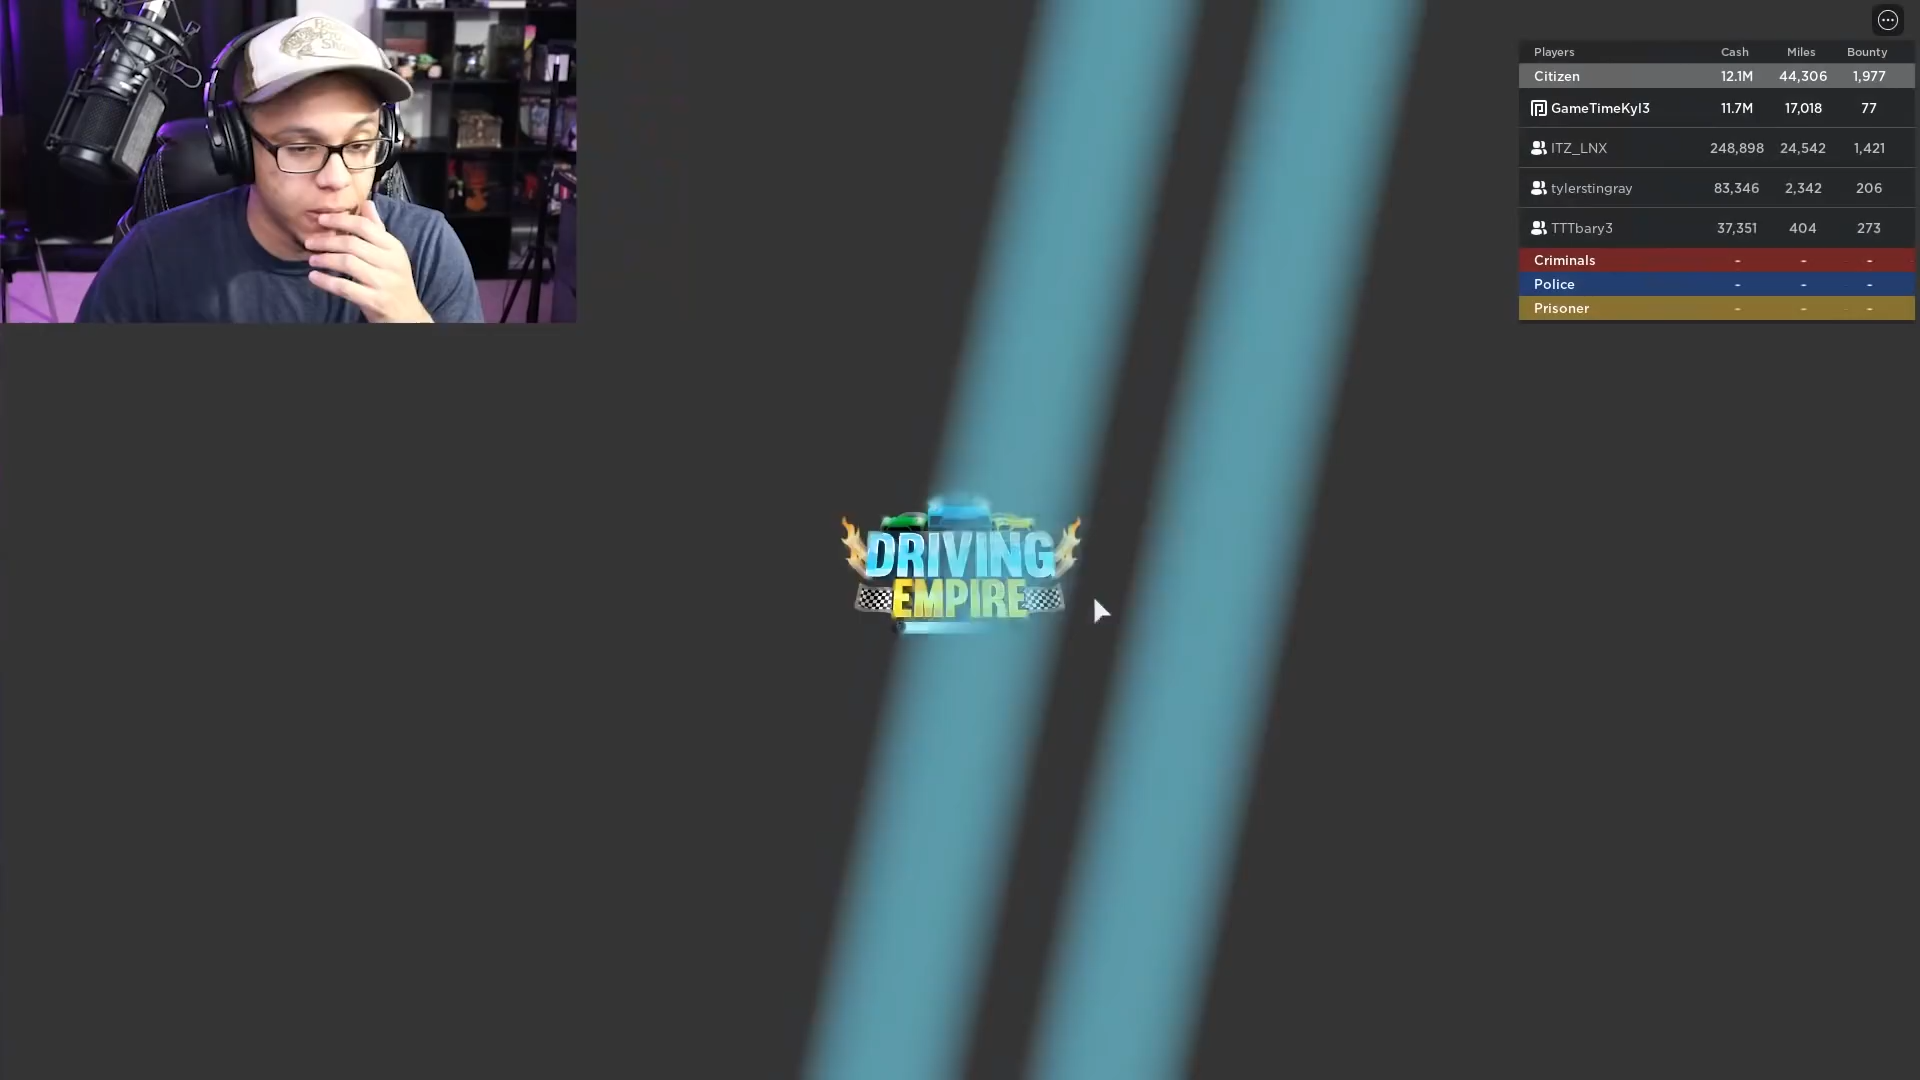 Players Cash Miles Bounty
Citizen 12.1M 44,306 1,977
GameTimeKyl3 11.7M 17,018 77
ITZ_LNX 248,898 24,542 1,421
tylerstingray 83,346 2,342 206
TTTbary3 37,351 404 273
Criminals - - -
Police - - -
Prisoner - - -
DRIVING
EMPIRE